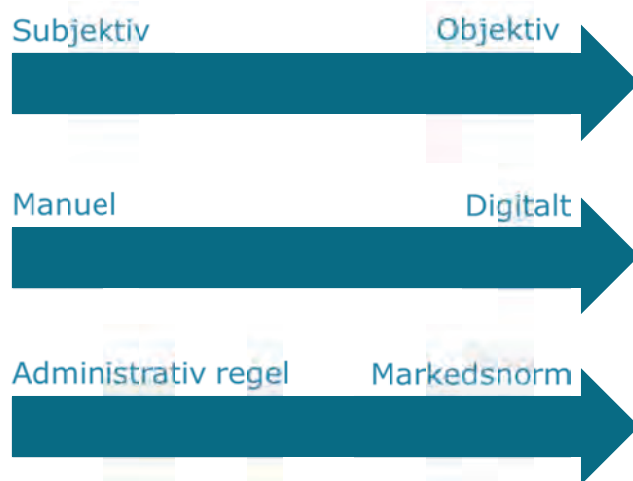 Subjektiv Objektiv
Manuel Digitalt
Administrativ regel Markedsnorm